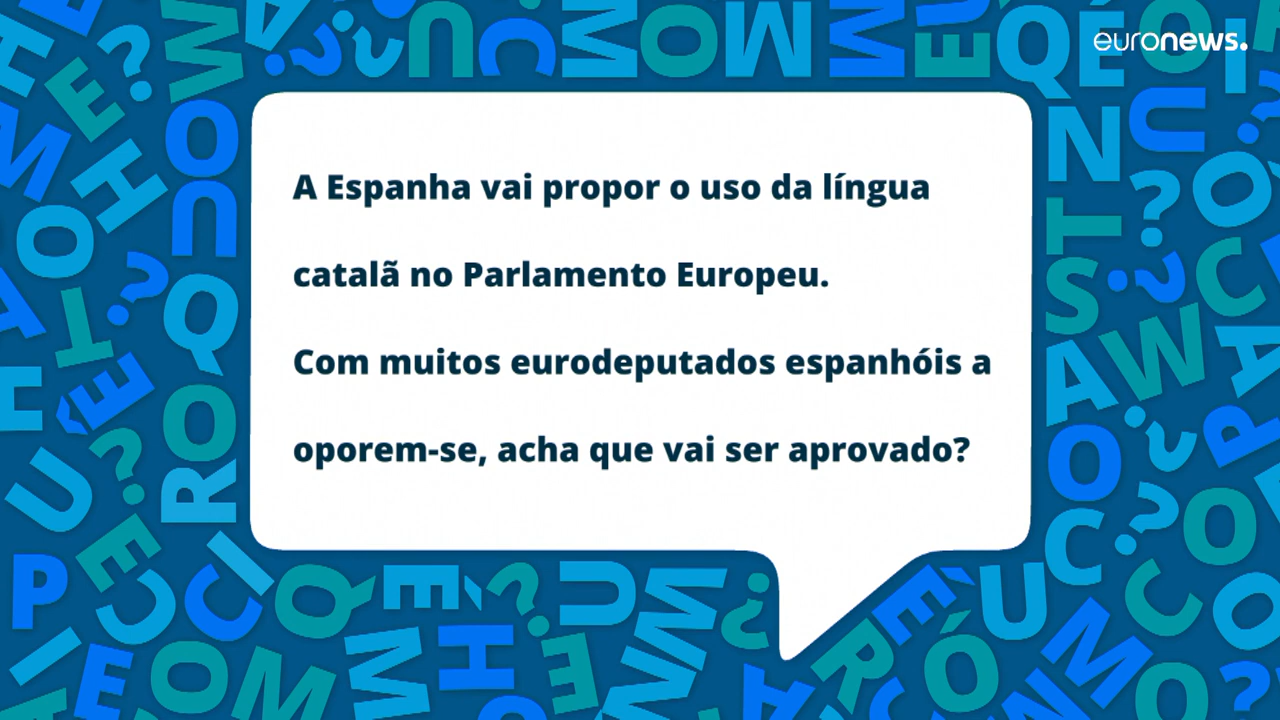 euronews.
A Espanha vai propor o uso da língua
catalã no Parlamento Europeu.
Com muitos eurodeputados espanhóis a
oporem-se, acha que vai ser aprovado?